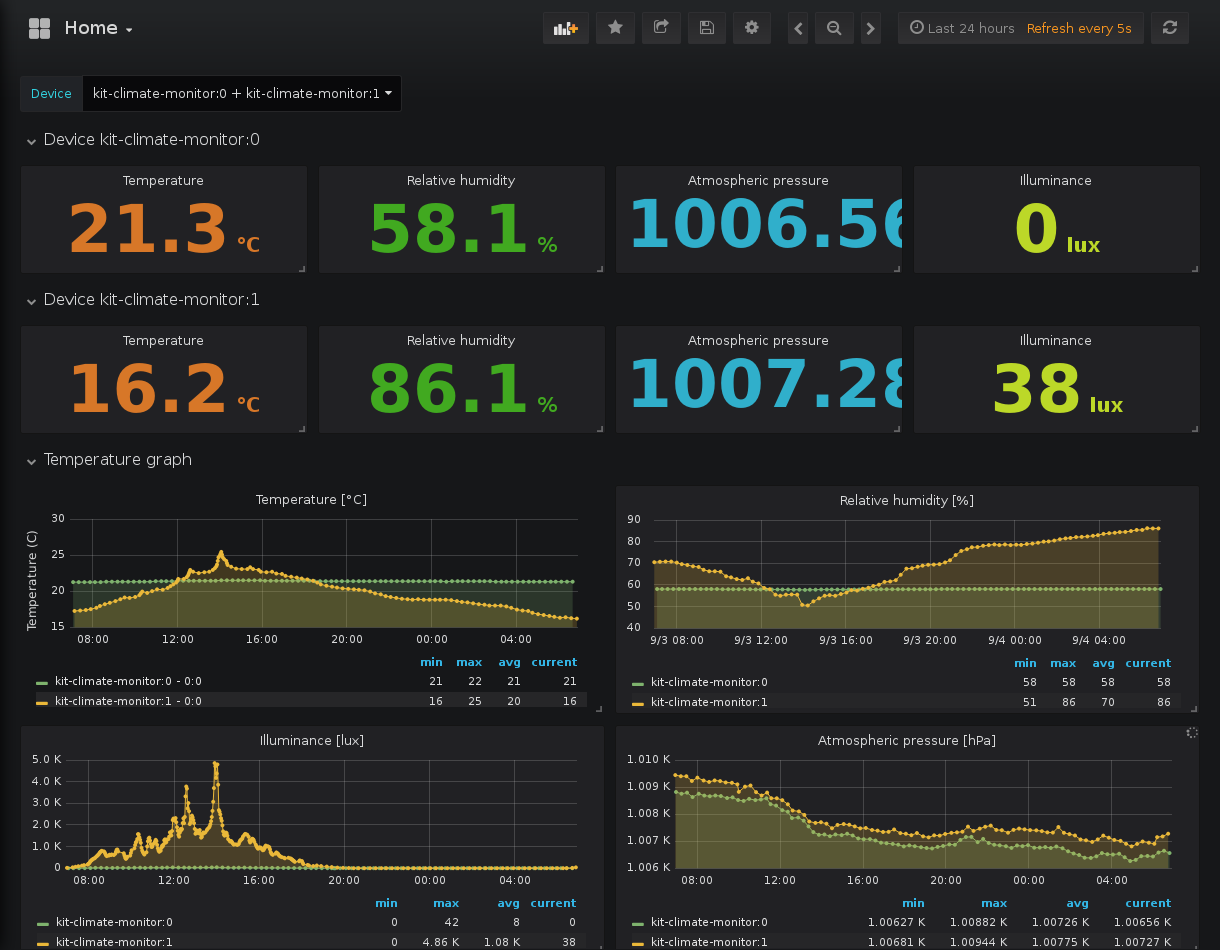 Home
Last 24 hours Refresh every 5s
Device kit-climate-monitor:0 + kit-climate-monitor:1
Device kit-climate-monitor:0
Temperature Relative humidity Atmospheric pressure Illuminance
21.3 °C 58.1 % 1006.56 0 lux
Device kit-climate-monitor:1
Temperature Relative humidity Atmospheric pressure Illuminance
16.2 °C 86.1 % 1007.28 38 lux
Temperature graph
Temperature [°C]
Temperature (C)
30
25
20
15
08:00 12:00 16:00 20:00 00:00 04:00
min max avg current
kit-climate-monitor:0 - 0:0 21 22 21 21
kit-climate-monitor:1 - 0:0 16 25 20 16
Relative humidity [%]
90
80
70
60
50
40
9/3 08:00 9/3 12:00 9/3 16:00 9/3 20:00 9/4 00:00 9/4 04:00
min max avg current
kit-climate-monitor:0 58 58 58 58
kit-climate-monitor:1 51 86 70 86
Illuminance [lux]
5.0 K
4.0 K
3.0 K
2.0 K
1.0 K
0
08:00 12:00 16:00 20:00 00:00 04:00
min max avg current
kit-climate-monitor:0 0 42 8 0
kit-climate-monitor:1 0 4.86 K 1.08 K 38
Atmospheric pressure [hPa]
1.010 K
1.009 K
1.008 K
1.007 K
1.006 K
08:00 12:00 16:00 20:00 00:00 04:00
min max avg current
kit-climate-monitor:0 1.00627 K 1.00882 K 1.00726 K 1.00656 K
kit-climate-monitor:1 1.00681 K 1.00944 K 1.00775 K 1.00727 K